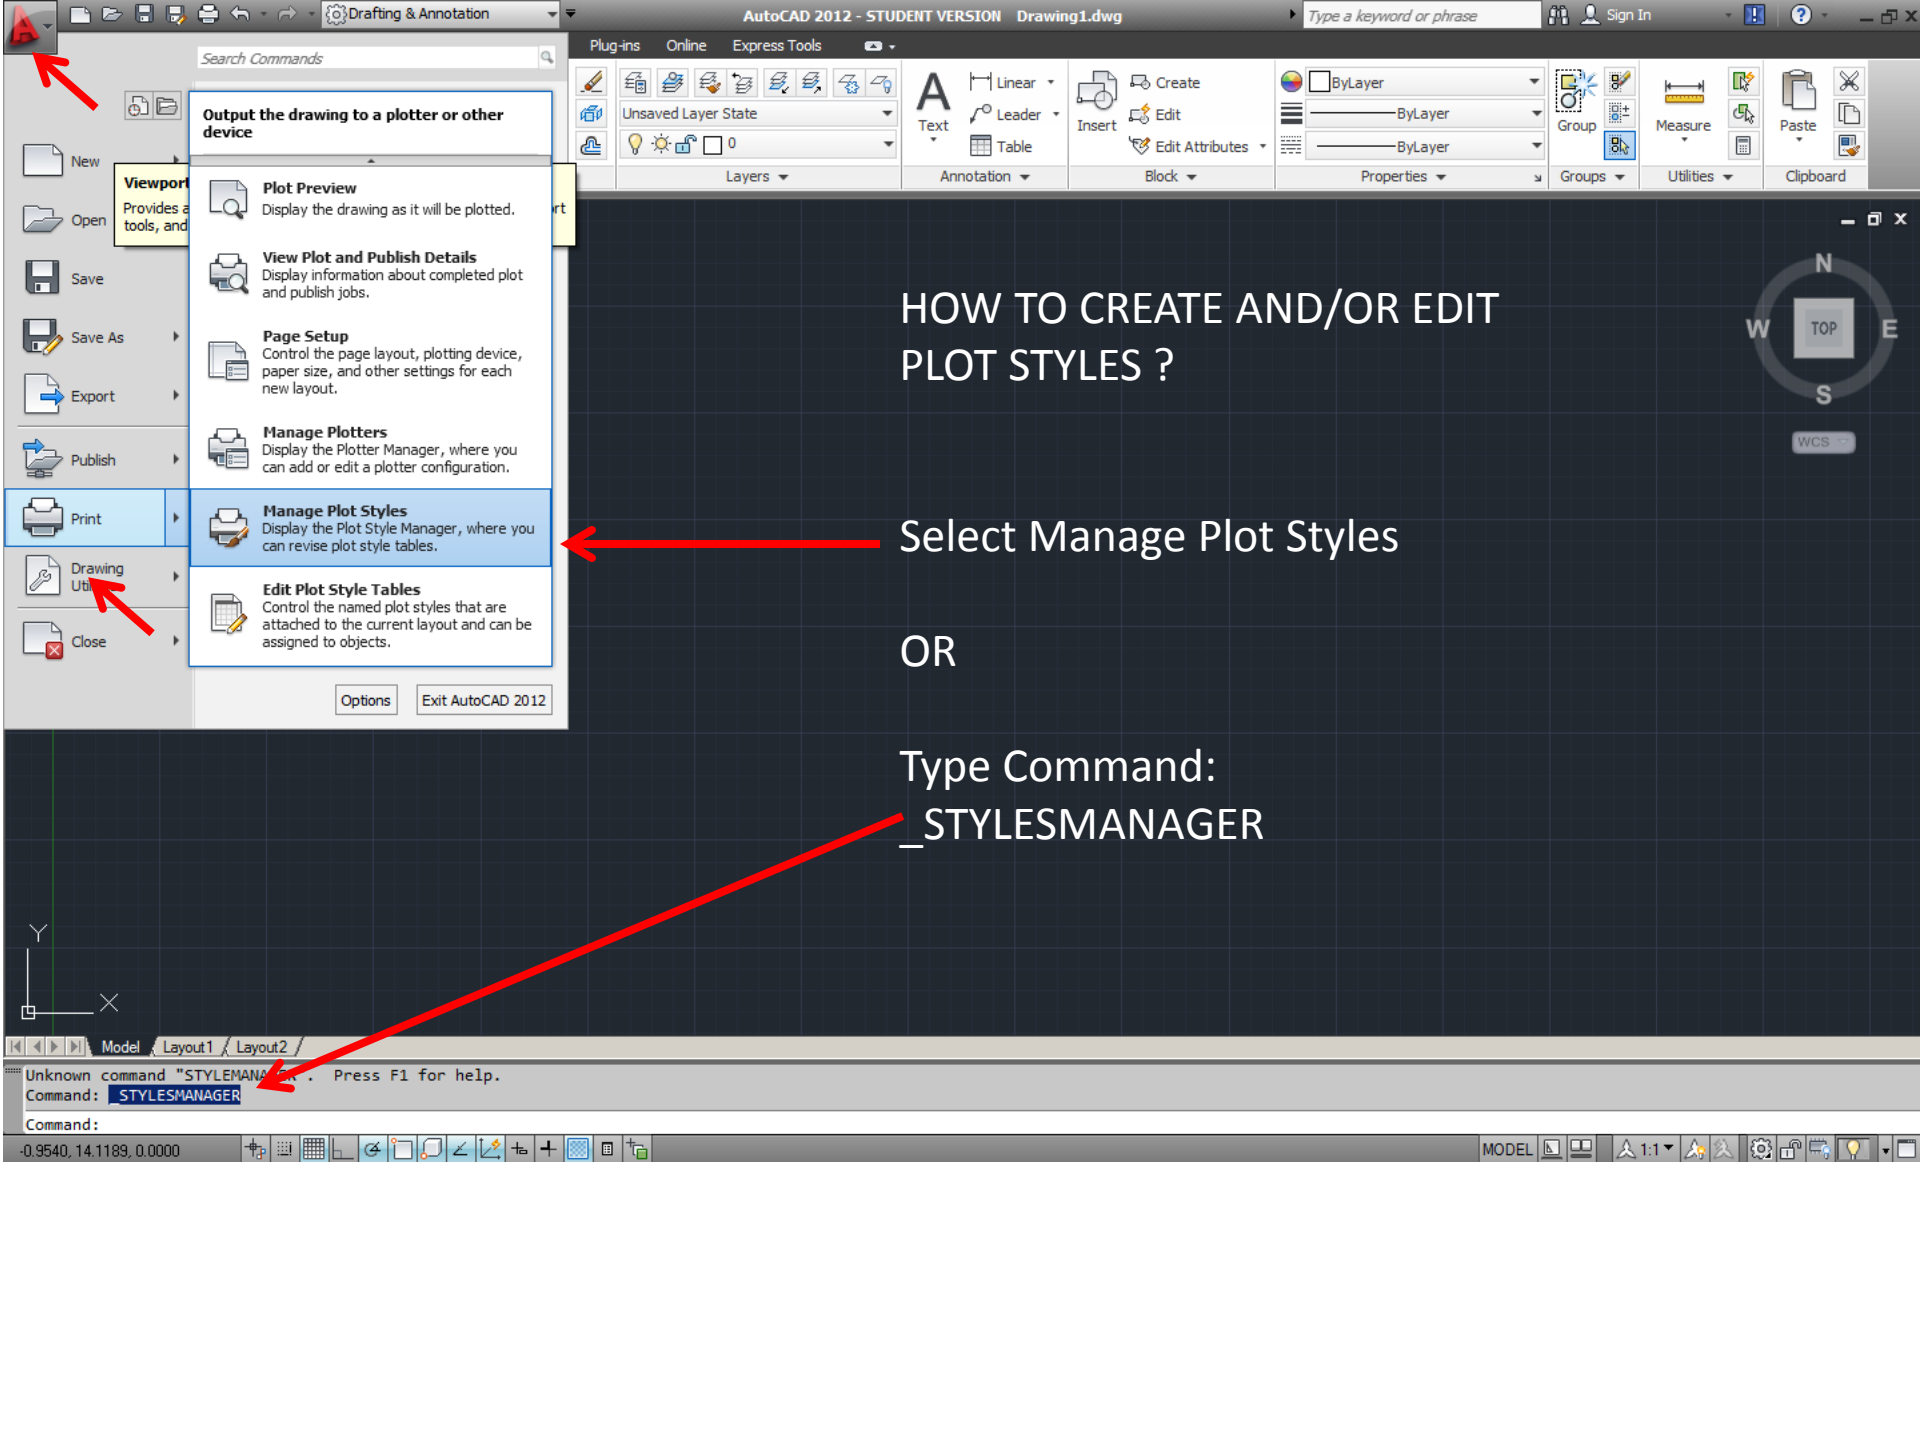 Drafting & Annotation
AutoCAD 2012 - STUDENT VERSION Drawing1.dwg
Type a keyword or phrase
Sign In
Search Commands
Plug-ins Online Express Tools
Output the drawing to a plotter or other
device
New
Open
Save
Save As
Export
Publish
Print
Drawing
Close
Viewport
Provides
tools, and
Plot Preview
Display the drawing as it will be plotted.
View Plot and Publish Details
Display information about completed plot
and publish jobs.
Page Setup
Control the page layout, plotting device,
paper size, and other settings for each
new layout.
Manage Plotters
Display the Plotter Manager, where you
can add or edit a plotter configuration.
Manage Plot Styles
Display the Plot Style Manager, where you
can revise plot style tables.
Edit Plot Style Tables
Control the named plot styles that are
attached to the current layout and can be
assigned to objects.
Options Exit AutoCAD 2012
Unsaved Layer State
0
Layers
A
Text
Linear
Leader
Table
Annotation
Insert
Create
Edit
Edit Attributes
Block
ByLayer
ByLayer
ByLayer
Properties
Group
Groups
Measure
Utilities
Paste
Clipboard
N
W TOP E
S
WCS
HOW TO CREATE AND/OR EDIT
PLOT STYLES ?
Select Manage Plot Styles
OR
Type Command:
_STYLESMANAGER
Y
X
Model Layout1 Layout2
Unknown command "STYLEMANAGER". Press F1 for help.
Command: _STYLESMANAGER
Command:
-0.9540, 14.1189, 0.0000
MODEL
1:1